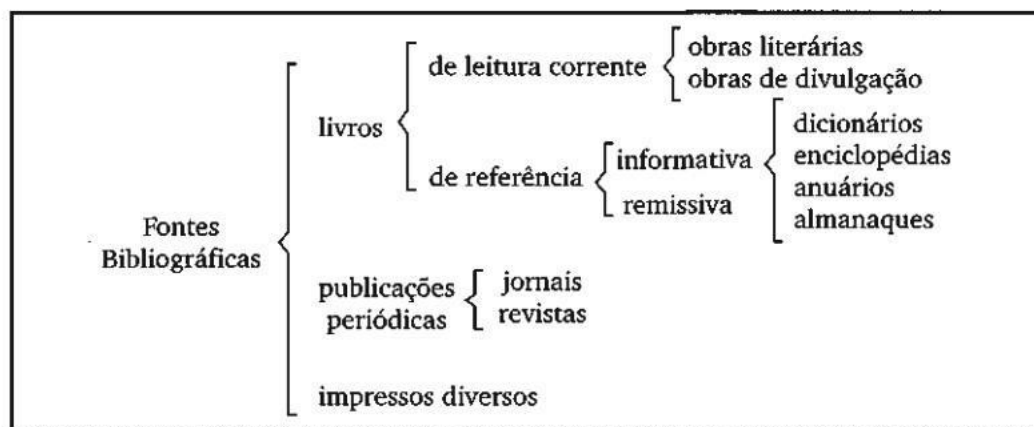 obras literárias
de leitura corrente
obras de divulgação
livros
dicionários
informativa
enciclopédias
de referência
anuários
remissiva
almanaques
Fontes
Bibliográficas
publicações
periódicas
jornais
revistas
impressos diversos